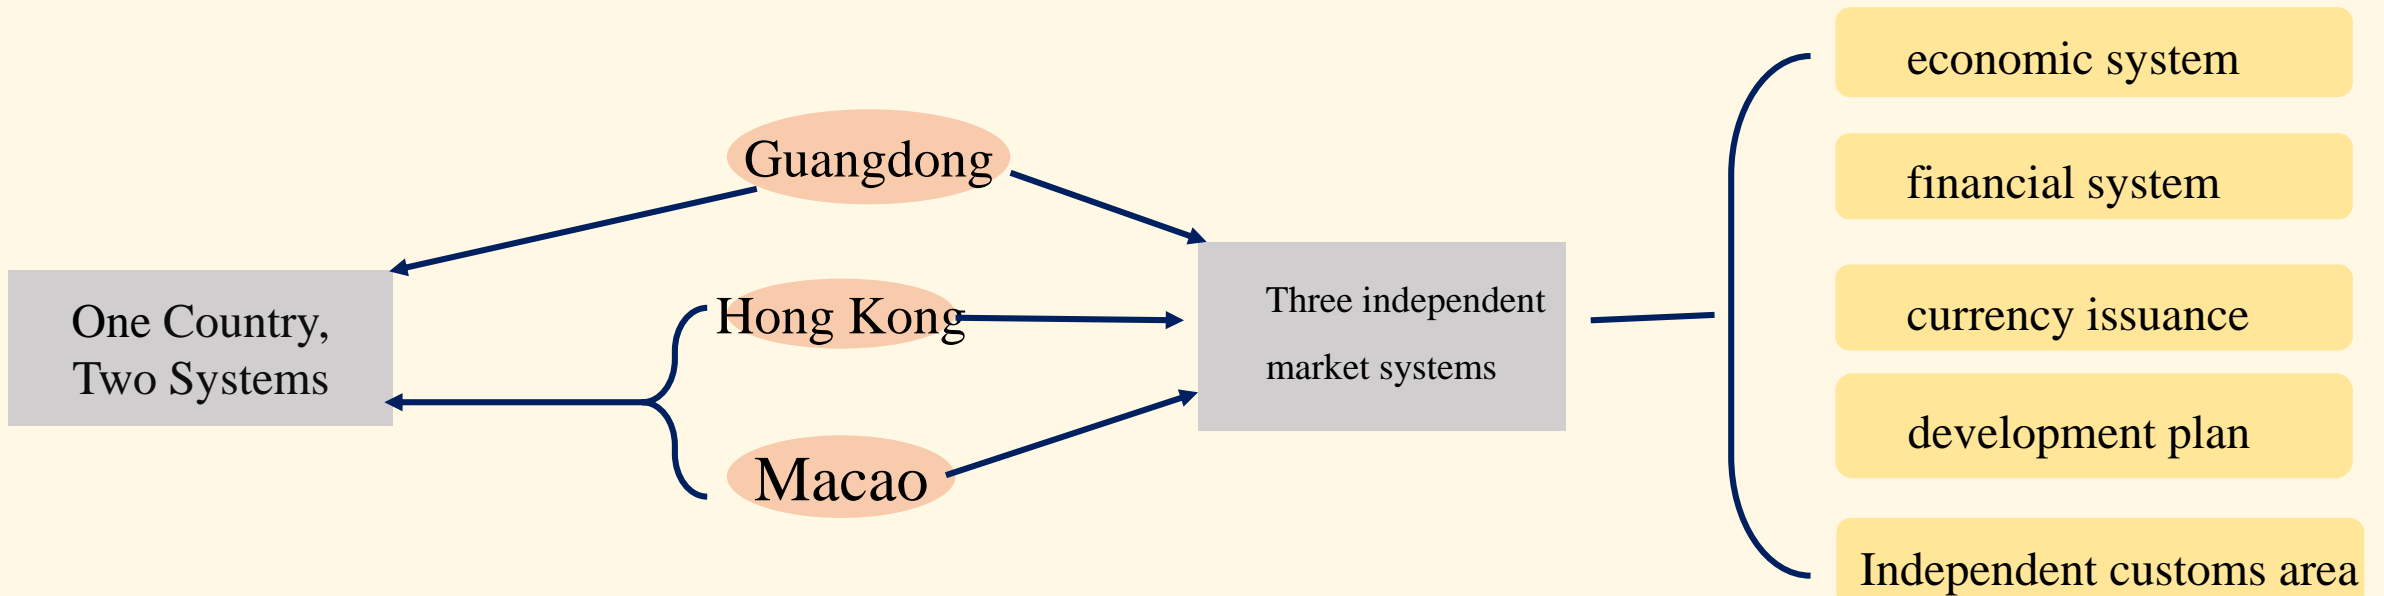 One Country,
Two Systems
Guangdong
Hong Kong
Macao
Three independent
market systems
economic system
financial system
currency issuance
development plan
Independent customs area